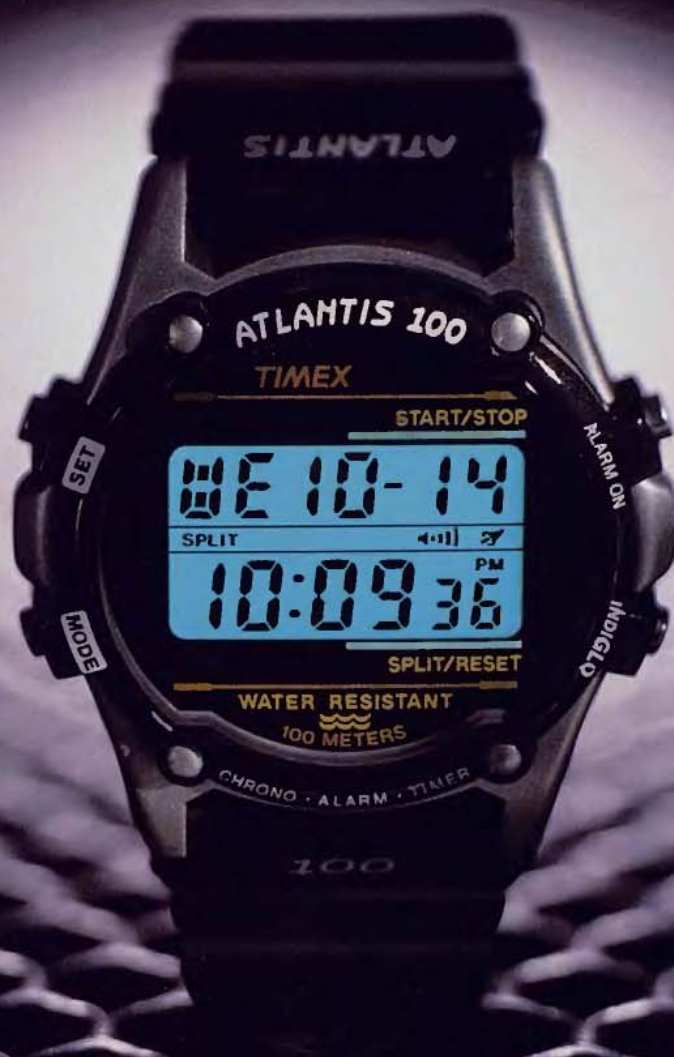 ATLANTIS
ATLANTIS 100
TIMEX
START/STOP
SET
ALARM ON
WE 10-14
SPLIT
PM
10:09 36
MODE
INDIGLO
SPLIT/RESET
WATER RESISTANT
100 METERS
CHRONO · ALARM · TIMER
100